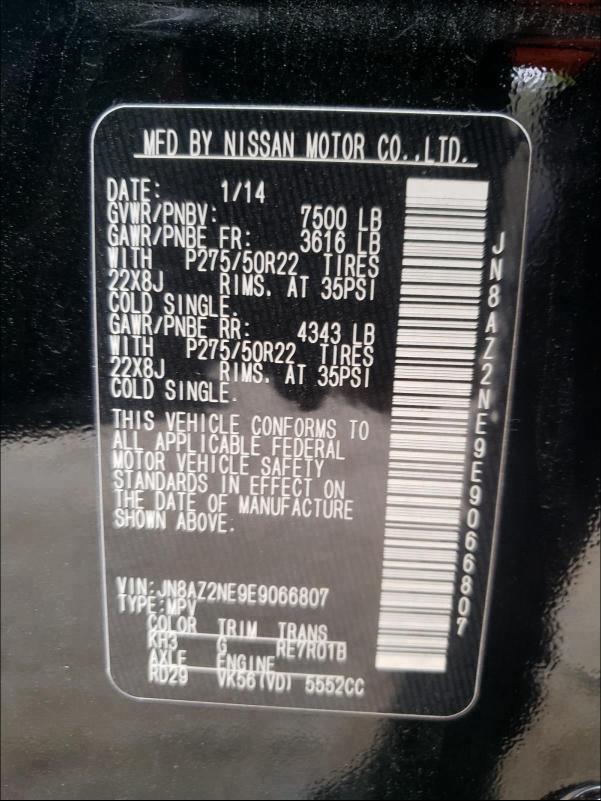 MFD BY NISSAN MOTOR CO.,LTD.
DATE: 1/14
GVWR/PNBV: 7500 LB
GAWR/PNBE FR: 3616 LB
WITH P275/50R22 TIRES
22X8J RIMS. AT 35PSI
COLD SINGLE.
GAWR/PNBE RR: 4343 LB
WITH P275/50R22 TIRES
22X8J RIMS. AT 35PSI
COLD SINGLE.
THIS VEHICLE CONFORMS TO
ALL APPLICABLE FEDERAL
MOTOR VEHICLE SAFETY
STANDARDS IN EFFECT ON
THE DATE OF MANUFACTURE
SHOWN ABOVE.
VIN:JN8AZ2NE9E9066807
TYPE:MPV
COLOR TRIM TRANS
KH3 G RE7R01B
AXLE ENGINE
RD29 VK56(VD) 5552CC
JN8AZ2NE9E9066807